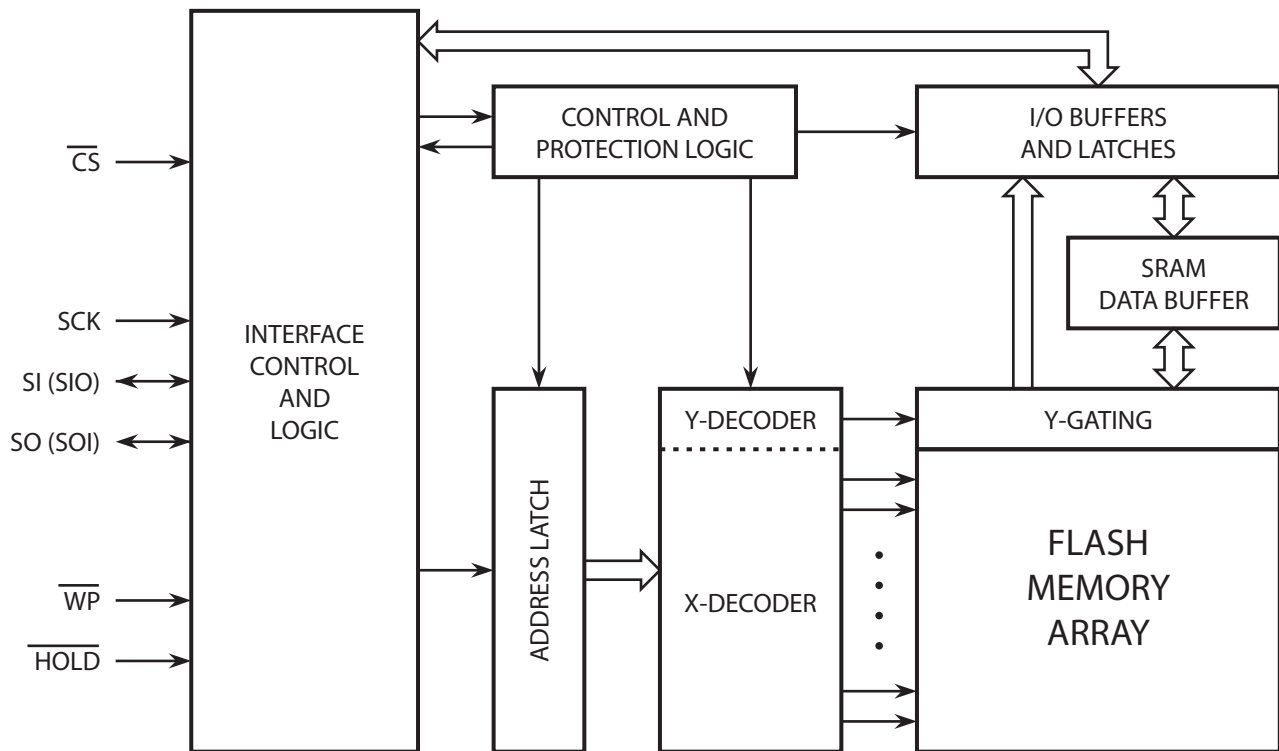 CONTROL AND
PROTECTION LOGIC
I/O BUFFERS
AND LATCHES
CS
SRAM
DATA BUFFER
SCK
INTERFACE
CONTROL
AND
LOGIC
SI (SIO)
SO (SOI)
Y-DECODER
Y-GATING
ADDRESS LATCH
X-DECODER
FLASH
MEMORY
ARRAY
WP
HOLD